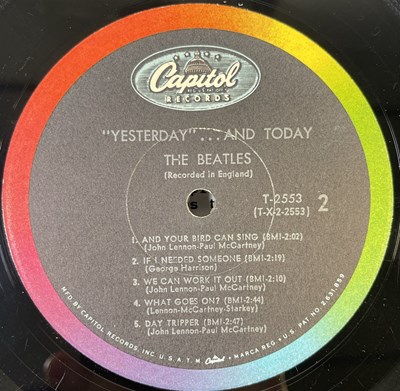 Capitol
RECORDS
"YESTERDAY"...AND TODAY
THE BEATLES
(Recorded in England)
T-2553
(T-X-2-2553)
2
1. AND YOUR BIRD CAN SING (BMI-2:02)
(John Lennon-Paul McCartney)
2. IF I NEEDED SOMEONE (BMI-2:19)
(George Harrison)
3. WE CAN WORK IT OUT (BMI-2:10)
(John Lennon-Paul McCartney)
4. WHAT GOES ON? (BMI-2:44)
(Lennon-McCartney-Starkey)
5. DAY TRIPPER (BMI-2:47)
(John Lennon-Paul McCartney)
MFD. BY CAPITOL RECORDS, INC. U.S.A. T.M. Capitol MARCA REG. • U.S. PAT. NO. 2,631,859